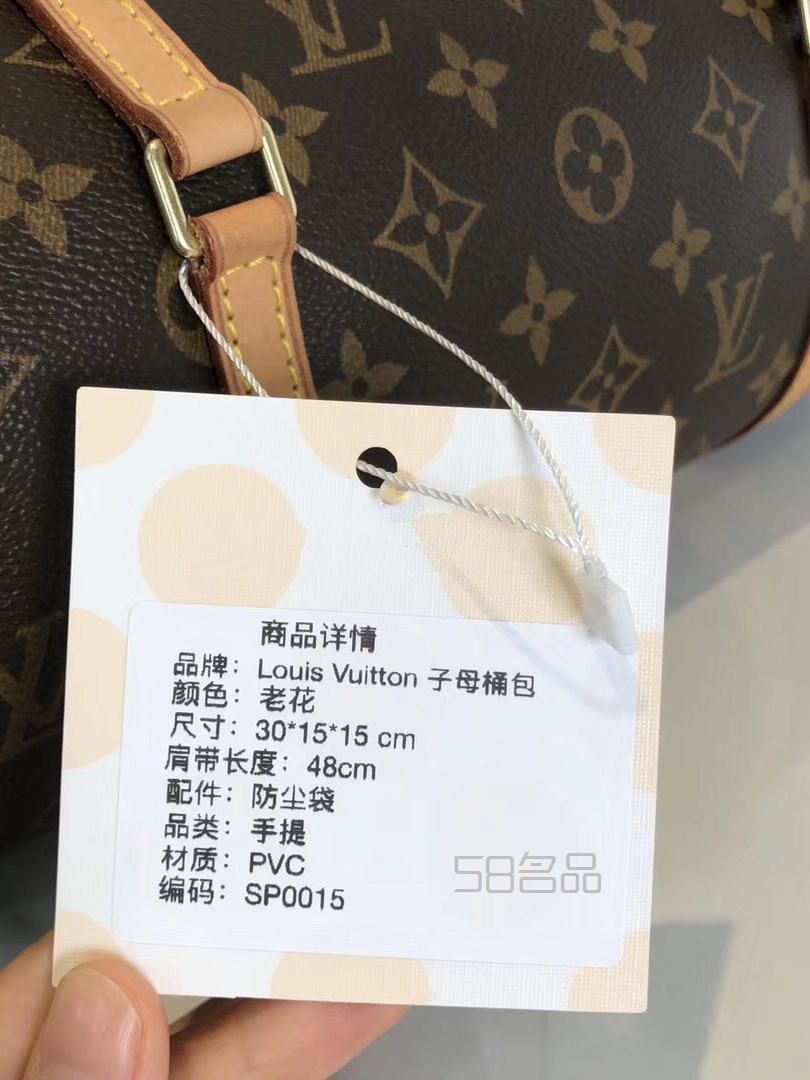 商品详情
品牌：Louis Vuitton 子母桶包
颜色：老花
尺寸：30*15*15 cm
肩带长度：48cm
配件：防尘袋
品类：手提
材质：PVC
编码：SP0015
58名品